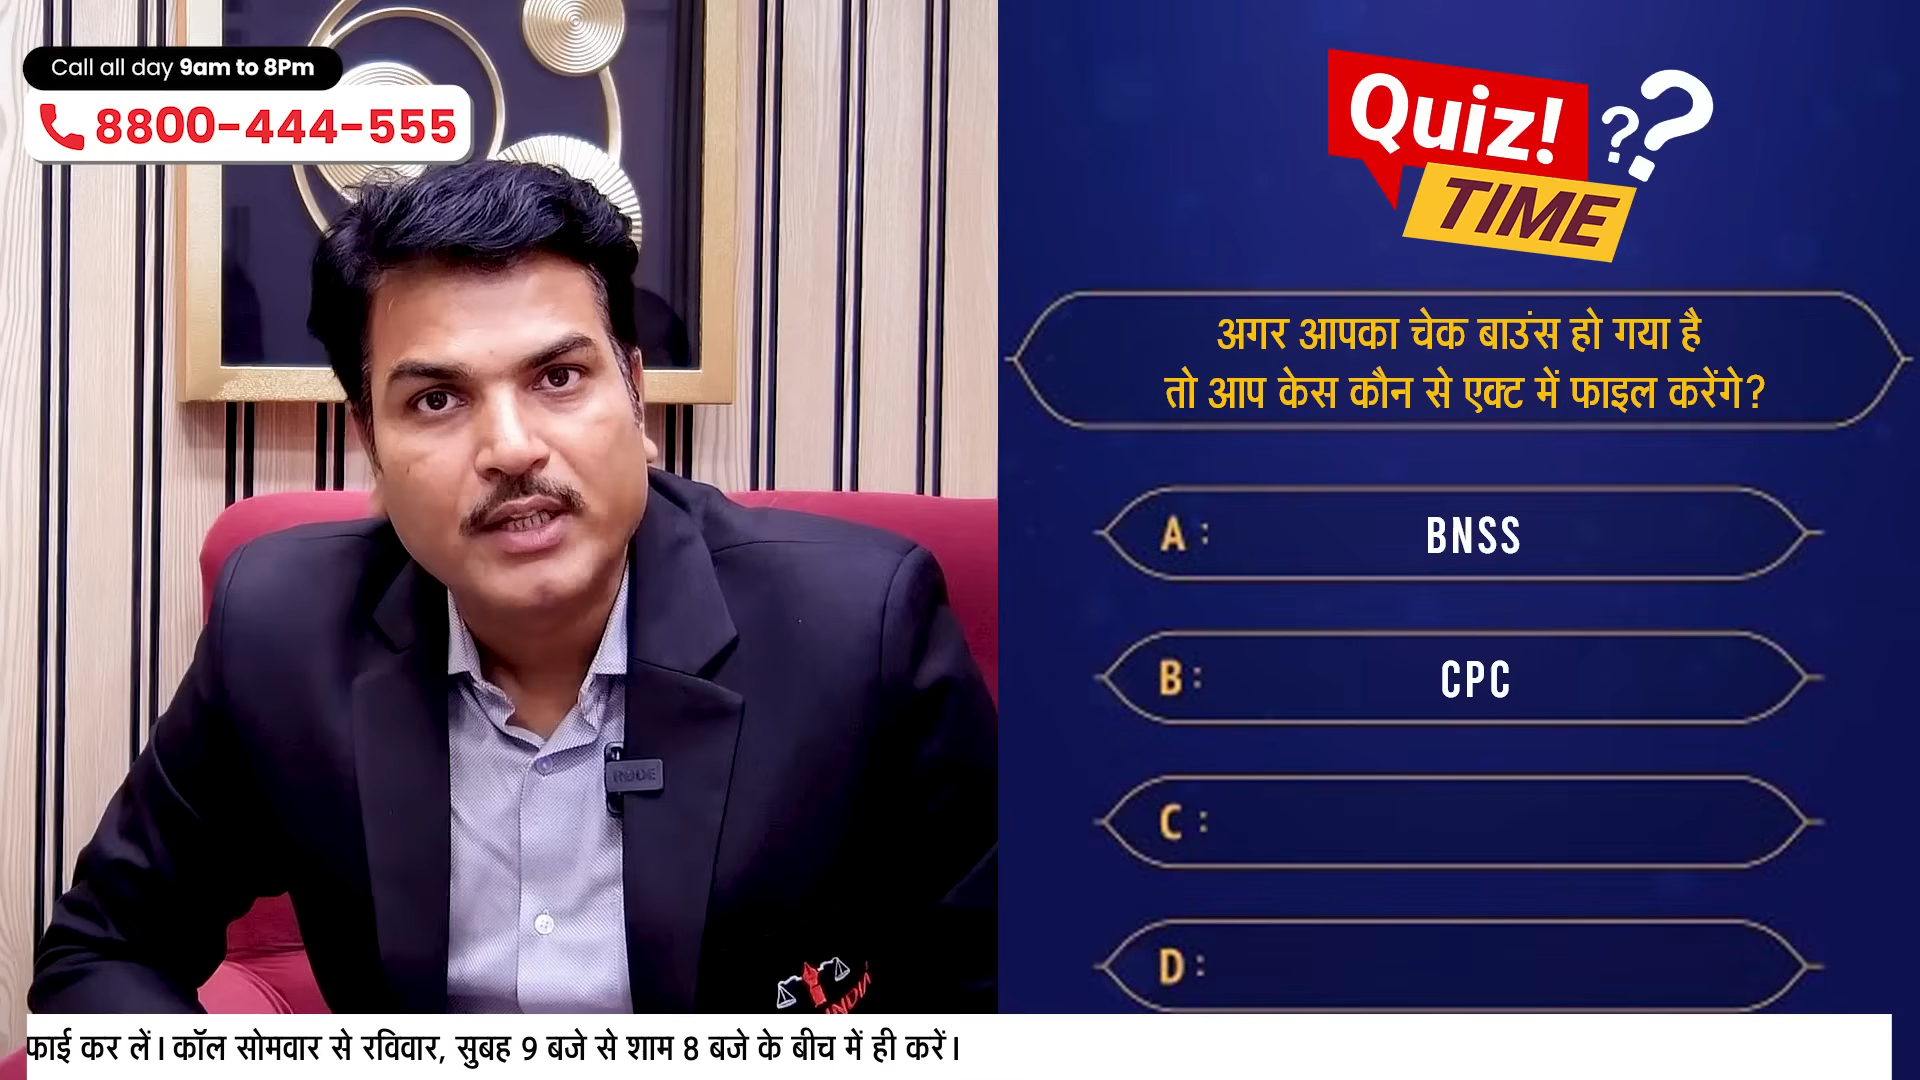 Call all day 9am to 8Pm
8800-444-555
Quiz!
??
TIME
अगर आपका चेक बाउंस हो गया है
तो आप केस कौन से एक्ट में फाइल करेंगे?
A : BNSS
B : CPC
C :
D :
RØDE
फाई कर लें। कॉल सोमवार से रविवार, सुबह 9 बजे से शाम 8 बजे के बीच में ही करें।